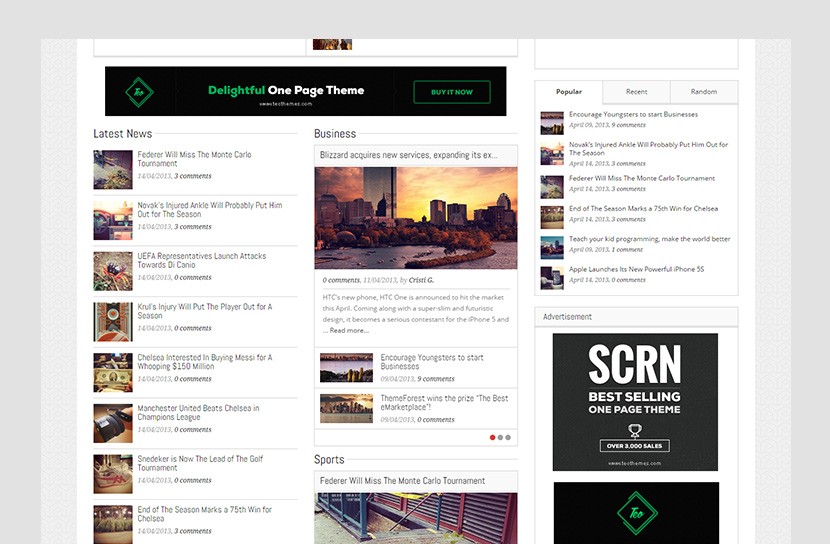 Teo
Delightful One Page Theme
www.teothemes.com
BUY IT NOW
Latest News
Federer Will Miss The Monte Carlo
Tournament
14/04/2013, 3 comments
Novak's Injured Ankle Will Probably Put Him
Out for The Season
14/04/2013, 3 comments
UEFA Representatives Launch Attacks
Towards Di Canio
14/04/2013, 0 comments
Krul's Injury Will Put The Player Out for A
Season
14/04/2013, 0 comments
Chelsea Interested In Buying Messi for A
Whooping $150 Million
14/04/2013, 0 comments
Manchester United Beats Chelsea in
Champions League
14/04/2013, 0 comments
Snedeker is Now The Lead of The Golf
Tournament
14/04/2013, 0 comments
End of The Season Marks a 75th Win for
Chelsea
14/04/2013, 3 comments
Business
Blizzard acquires new services, expanding its ex...
0 comments, 11/04/2013, by Cristi G.
HTC's new phone, HTC One is announced to hit the market
this April. Coming along with a super-slim and futuristic
design, it becomes a serious contestant for the iPhone 5 and
... Read more...
Encourage Youngsters to start
Businesses
09/04/2013, 9 comments
ThemeForest wins the prize "The Best
eMarketplace"!
09/04/2013, 0 comments
Sports
Federer Will Miss The Monte Carlo Tournament
Popular
Recent
Random
Encourage Youngsters to start Businesses
April 09, 2013, 9 comments
Novak's Injured Ankle Will Probably Put Him Out for
The Season
April 14, 2013, 3 comments
Federer Will Miss The Monte Carlo Tournament
April 14, 2013, 3 comments
End of The Season Marks a 75th Win for Chelsea
April 14, 2013, 3 comments
Teach your kid programming, make the world better
April 09, 2013, 1 comment
Apple Launches Its New Powerful iPhone 5S
April 14, 2013, 0 comments
Advertisement
SCRN
BEST SELLING
ONE PAGE THEME
OVER 3,000 SALES
www.teothemes.com
Teo